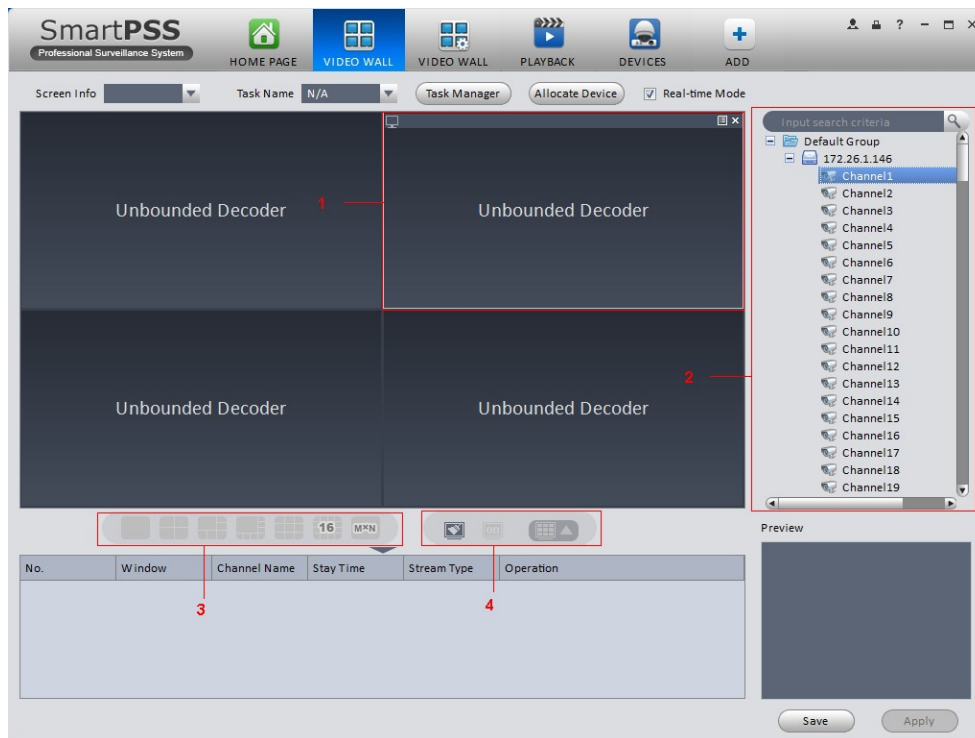 SmartPSS
Professional Surveillance System
HOME PAGE
VIDEO WALL
VIDEO WALL
PLAYBACK
DEVICES
ADD
?
Screen Info
Task Name
N/A
Task Manager
Allocate Device
Real-time Mode
Unbounded Decoder
Unbounded Decoder
Unbounded Decoder
Unbounded Decoder
1
2
Input search criteria
Default Group
172.26.1.146
Channel1
Channel2
Channel3
Channel4
Channel5
Channel6
Channel7
Channel8
Channel9
Channel10
Channel11
Channel12
Channel13
Channel14
Channel15
Channel16
Channel17
Channel18
Channel19
16
M×N
on
Preview
No.
Window
Channel Name
Stay Time
Stream Type
Operation
3
4
Save
Apply